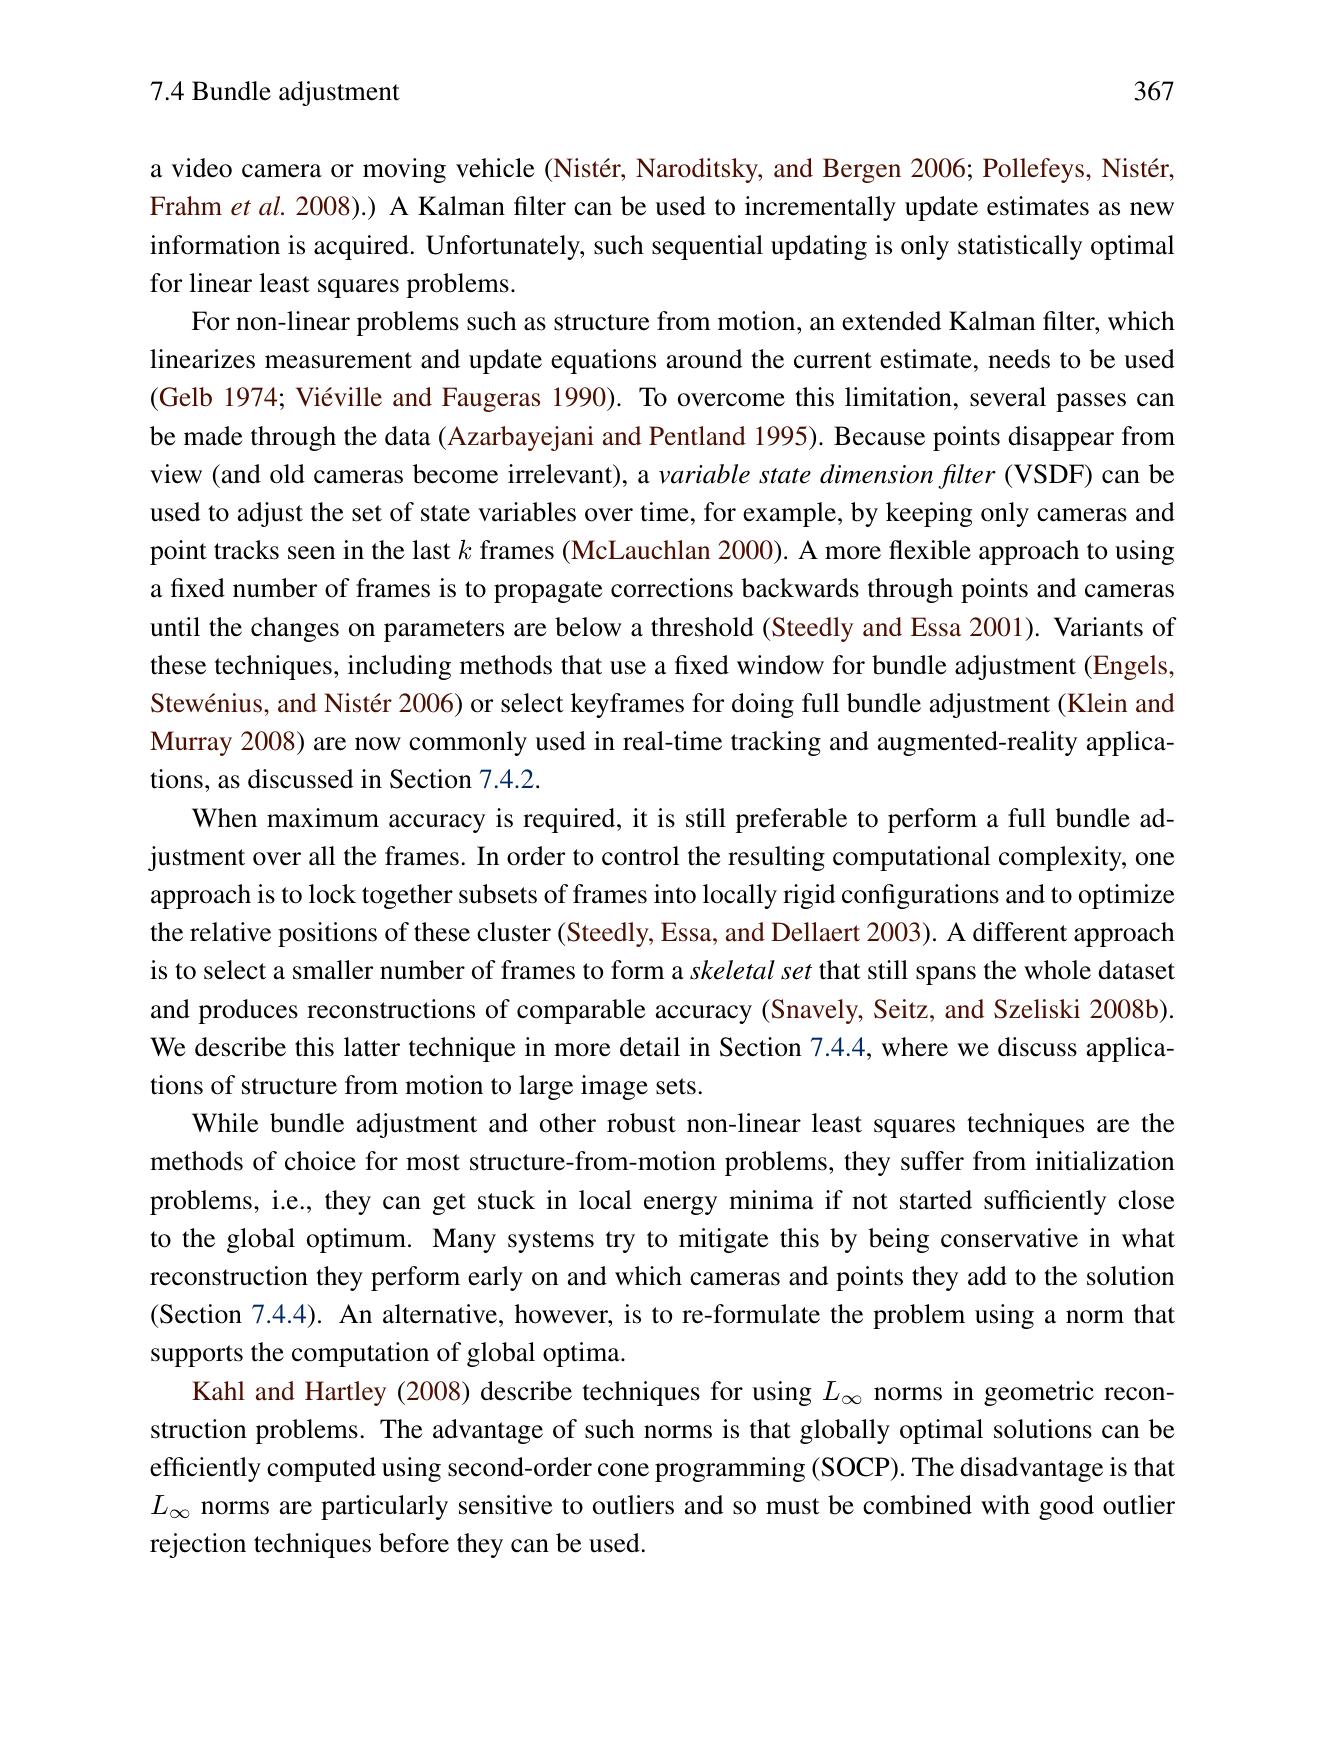 7.4 Bundle adjustment 367
a video camera or moving vehicle (Nistér, Naroditsky, and Bergen 2006; Pollefeys, Nistér,
Frahm et al. 2008).) A Kalman filter can be used to incrementally update estimates as new
information is acquired. Unfortunately, such sequential updating is only statistically optimal
for linear least squares problems.
For non-linear problems such as structure from motion, an extended Kalman filter, which
linearizes measurement and update equations around the current estimate, needs to be used
(Gelb 1974; Viéville and Faugeras 1990). To overcome this limitation, several passes can
be made through the data (Azarbayejani and Pentland 1995). Because points disappear from
view (and old cameras become irrelevant), a variable state dimension filter (VSDF) can be
used to adjust the set of state variables over time, for example, by keeping only cameras and
point tracks seen in the last k frames (McLauchlan 2000). A more flexible approach to using
a fixed number of frames is to propagate corrections backwards through points and cameras
until the changes on parameters are below a threshold (Steedly and Essa 2001). Variants of
these techniques, including methods that use a fixed window for bundle adjustment (Engels,
Stewénius, and Nistér 2006) or select keyframes for doing full bundle adjustment (Klein and
Murray 2008) are now commonly used in real-time tracking and augmented-reality applica-
tions, as discussed in Section 7.4.2.
When maximum accuracy is required, it is still preferable to perform a full bundle ad-
justment over all the frames. In order to control the resulting computational complexity, one
approach is to lock together subsets of frames into locally rigid configurations and to optimize
the relative positions of these cluster (Steedly, Essa, and Dellaert 2003). A different approach
is to select a smaller number of frames to form a skeletal set that still spans the whole dataset
and produces reconstructions of comparable accuracy (Snavely, Seitz, and Szeliski 2008b).
We describe this latter technique in more detail in Section 7.4.4, where we discuss applica-
tions of structure from motion to large image sets.
While bundle adjustment and other robust non-linear least squares techniques are the
methods of choice for most structure-from-motion problems, they suffer from initialization
problems, i.e., they can get stuck in local energy minima if not started sufficiently close
to the global optimum. Many systems try to mitigate this by being conservative in what
reconstruction they perform early on and which cameras and points they add to the solution
(Section 7.4.4). An alternative, however, is to re-formulate the problem using a norm that
supports the computation of global optima.
Kahl and Hartley (2008) describe techniques for using L∞ norms in geometric recon-
struction problems. The advantage of such norms is that globally optimal solutions can be
efficiently computed using second-order cone programming (SOCP). The disadvantage is that
L∞ norms are particularly sensitive to outliers and so must be combined with good outlier
rejection techniques before they can be used.